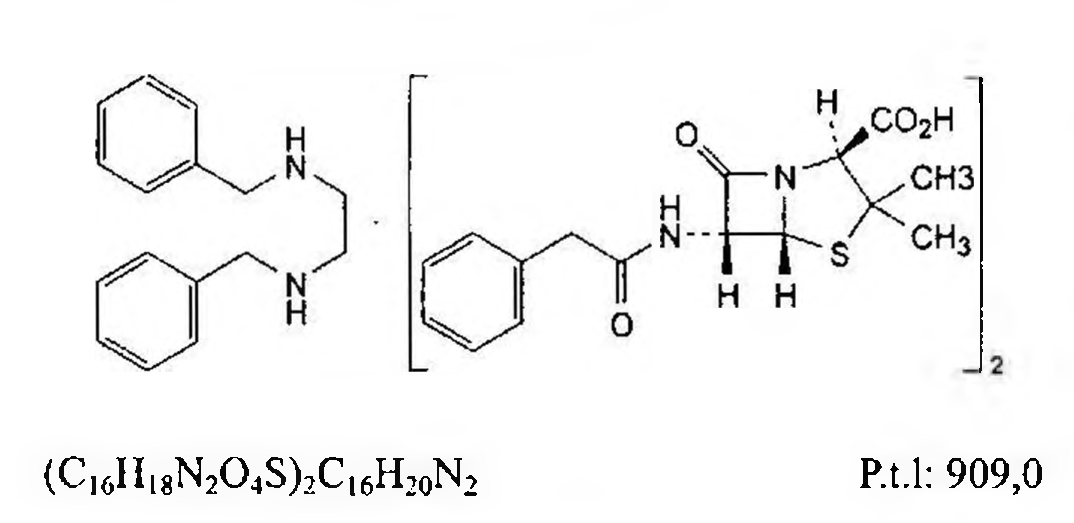 H
N
N
H
H
N
O
O
N
H
CO₂H
CH3
CH₃
S
H
H
2
(C₁₆H₁₈N₂O₄S)₂C₁₆H₂₀N₂
P.t.l: 909,0